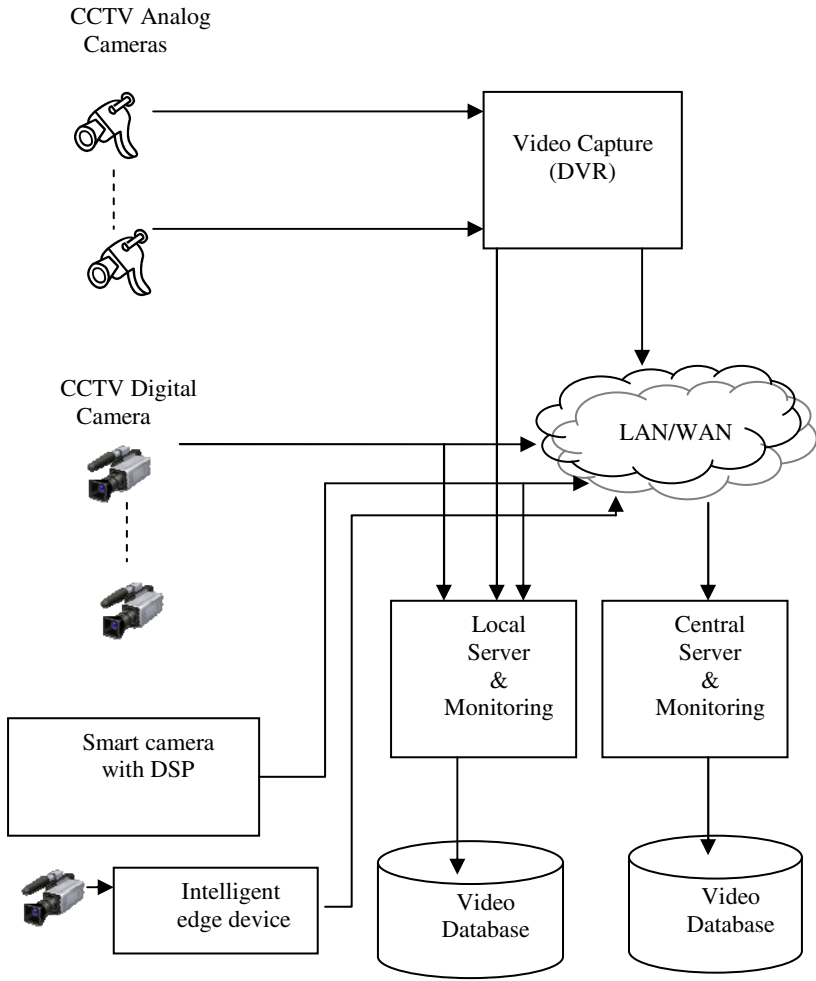 CCTV Analog
Cameras
Video Capture
(DVR)
CCTV Digital
Camera
LAN/WAN
Local
Server
&
Monitoring
Central
Server
&
Monitoring
Smart camera
with DSP
Intelligent
edge device
Video
Database
Video
Database